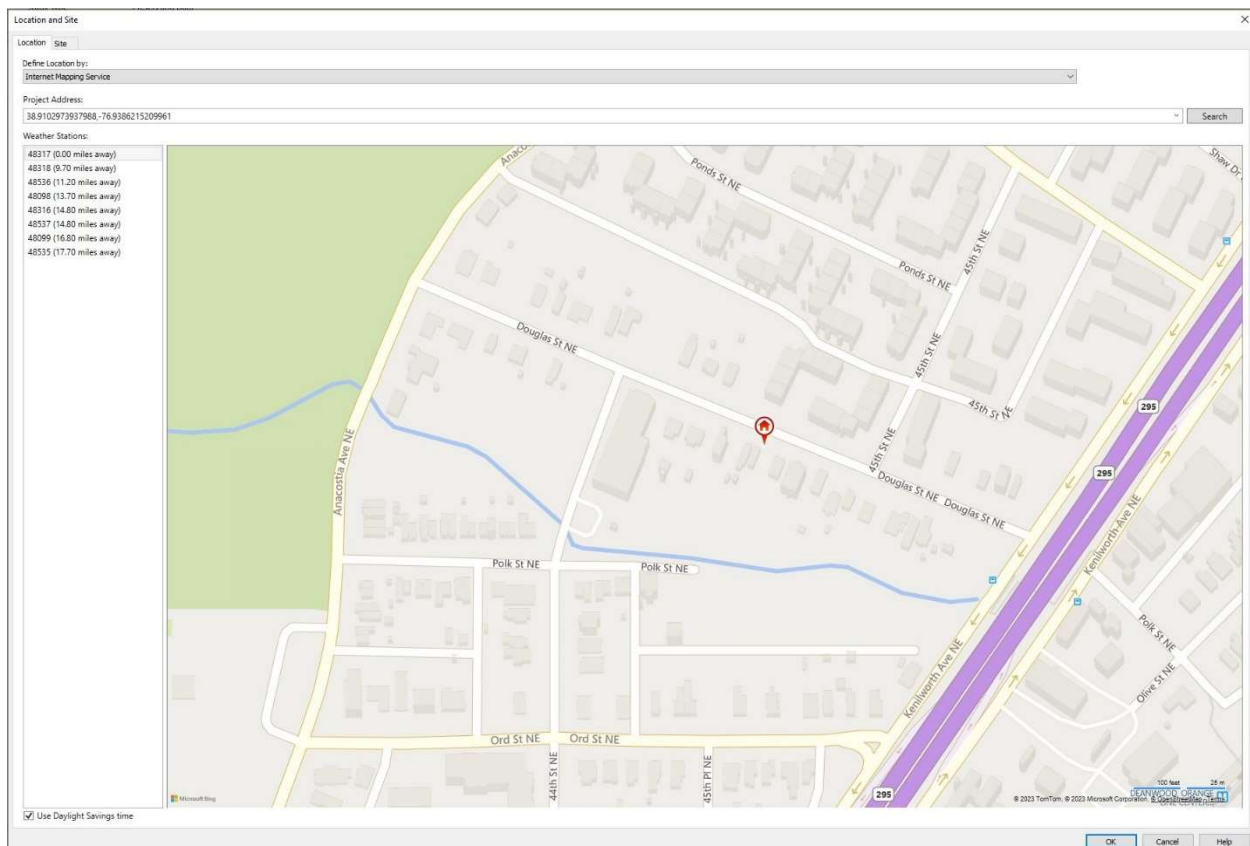 Location and Site
Location Site
Define Location by:
Internet Mapping Service
Project Address:
38.9102973937988,-76.9386215209961
Search
Weather Stations:
48317 (0.00 miles away)
48318 (9.70 miles away)
48536 (11.20 miles away)
48098 (13.70 miles away)
48316 (14.80 miles away)
48537 (14.80 miles away)
48099 (16.80 miles away)
48535 (17.70 miles away)
Ponds St NE
Shaw Dr
45th St NE
Ponds St NE
Douglas St NE
45th St NE
45th St NE
295
Anacostia Ave NE
45th St NE
295
Douglas St NE
Douglas St NE
Kenilworth Ave NE
Polk St NE
Polk St NE
Polk St NE
Olive St NE
Kenilworth Ave NE
Ord St NE
Ord St NE
44th St NE
45th Pl NE
295
100 feet
25 m
DEANWOOD, ORANGE
Microsoft Bing
© 2023 TomTom, © 2023 Microsoft Corporation, © OpenStreetMap Terms
Use Daylight Savings time
OK Cancel Help